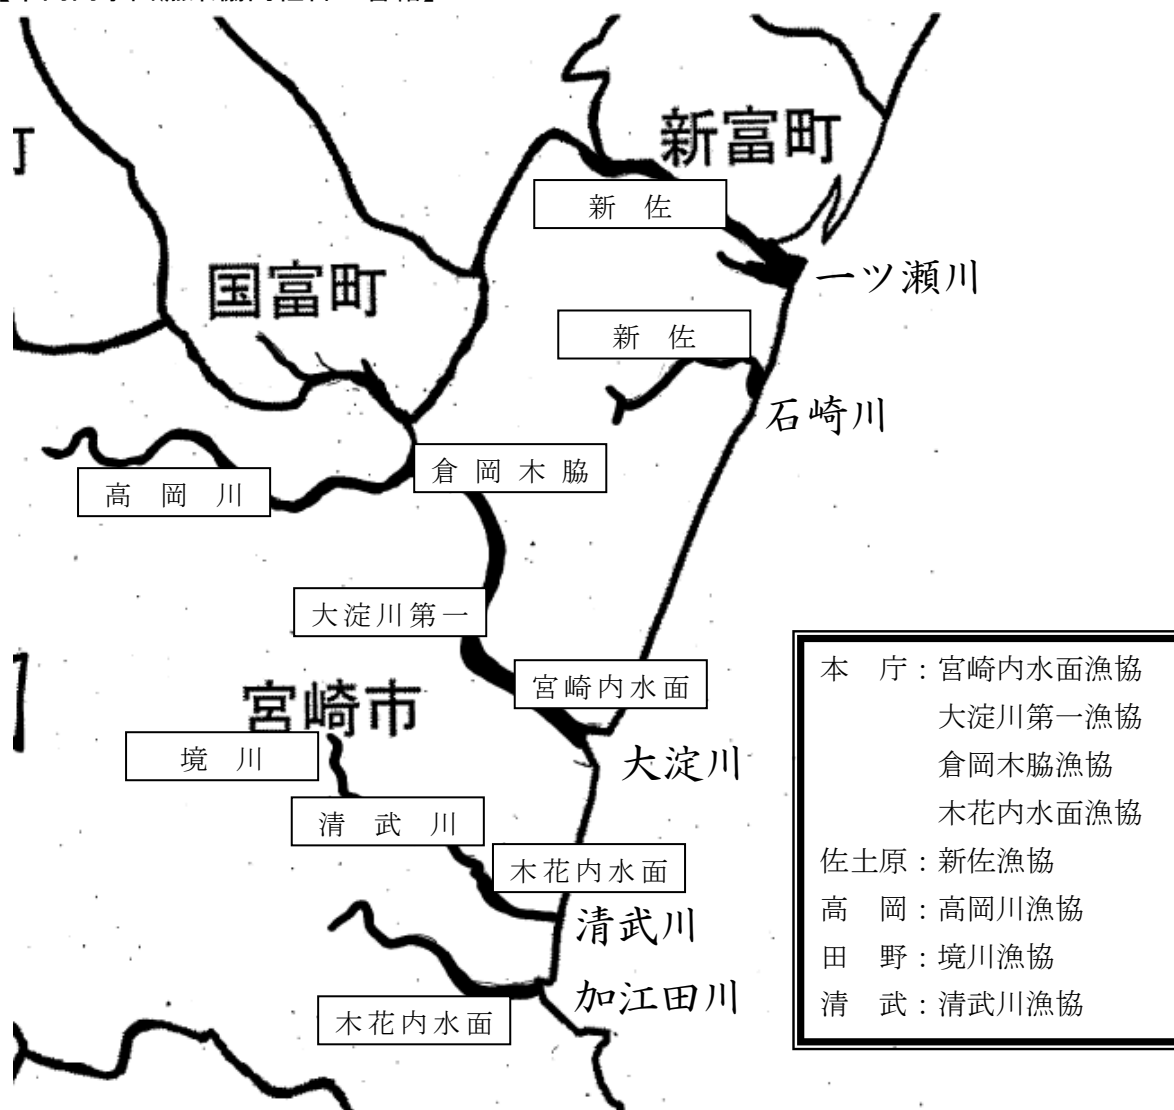 新富町
新　佐
一ツ瀬川
国富町
新　佐
石崎川
倉岡木脇
高　岡　川
大淀川第一
宮崎内水面
宮崎市
大淀川
境　川
清　武　川
木花内水面
清武川
加江田川
木花内水面
本　庁：宮崎内水面漁協
大淀川第一漁協
倉岡木脇漁協
木花内水面漁協
佐土原：新佐漁協
高　岡：高岡川漁協
田　野：境川漁協
清　武：清武川漁協